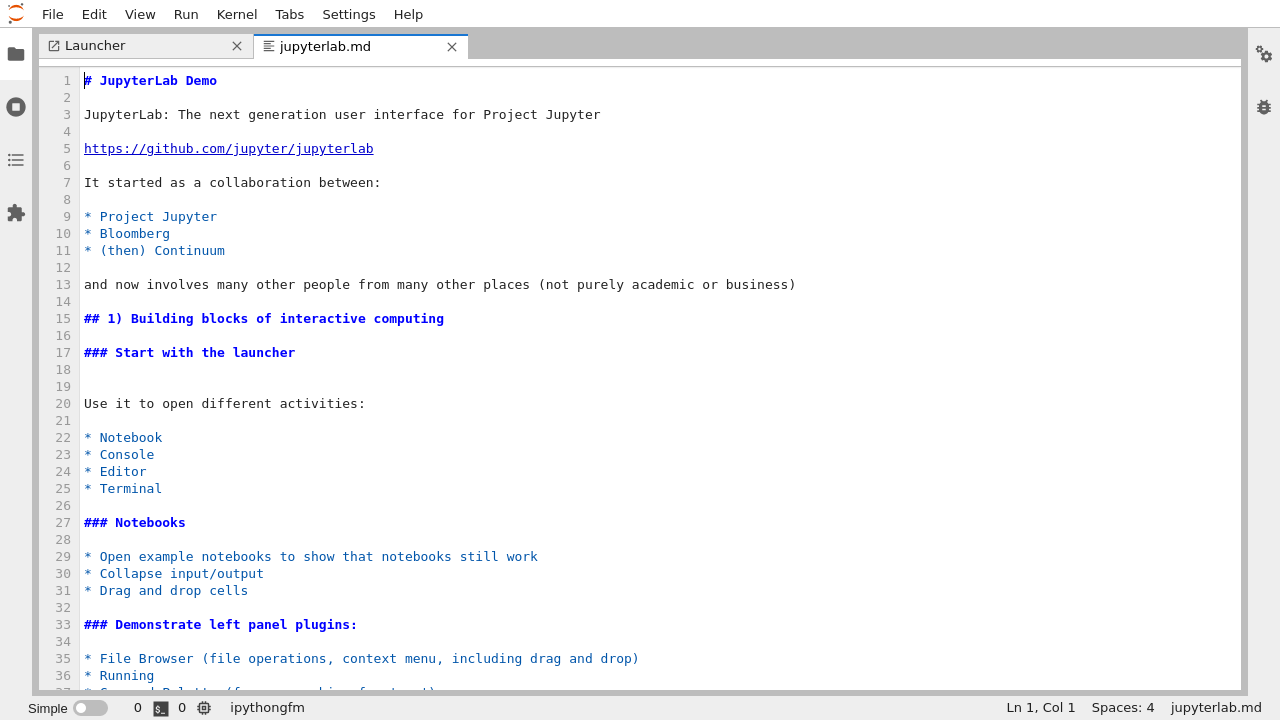 File Edit View Run Kernel Tabs Settings Help
Launcher
jupyterlab.md
1 # JupyterLab Demo
2
3 JupyterLab: The next generation user interface for Project Jupyter
4
5 https://github.com/jupyter/jupyterlab
6
7 It started as a collaboration between:
8
9 * Project Jupyter
10 * Bloomberg
11 * (then) Continuum
12
13 and now involves many other people from many other places (not purely academic or business)
14
15 ## 1) Building blocks of interactive computing
16
17 ### Start with the launcher
18
19
20 Use it to open different activities:
21
22 * Notebook
23 * Console
24 * Editor
25 * Terminal
26
27 ### Notebooks
28
29 * Open example notebooks to show that notebooks still work
30 * Collapse input/output
31 * Drag and drop cells
32
33 ### Demonstrate left panel plugins:
34
35 * File Browser (file operations, context menu, including drag and drop)
36 * Running
Simple 0 $_ 0 ipythongfm Ln 1, Col 1 Spaces: 4 jupyterlab.md